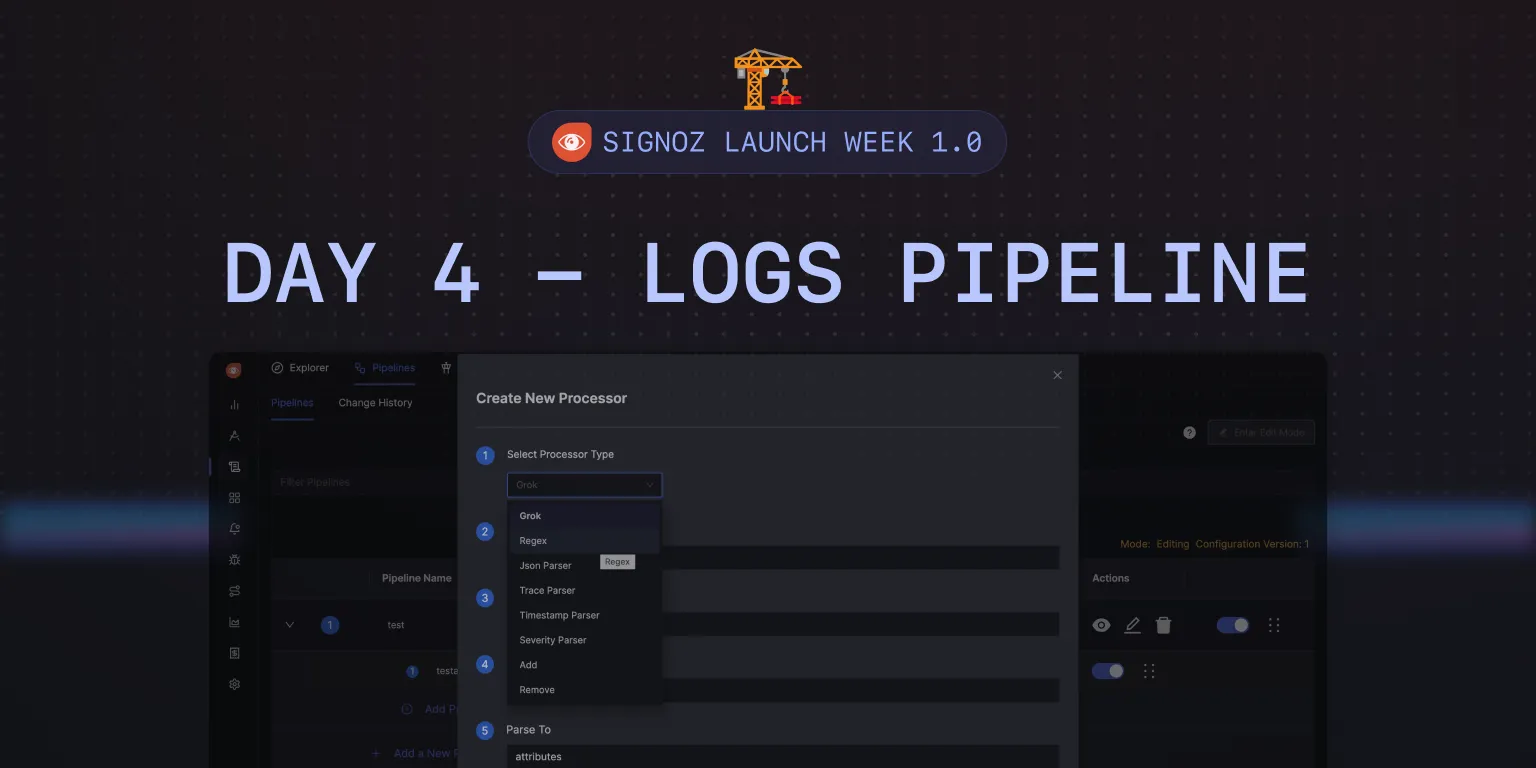 SIGNOZ LAUNCH WEEK 1.0
DAY 4 — LOGS PIPELINE
Explorer
Pipelines
Pipelines
Change History
Create New Processor
Enter Edit Mode
1
Select Processor Type
Filter Pipelines
Grok
Grok
2
Regex
Mode: Editing Configuration Version: 1
Regex
Json Parser
Pipeline Name
Actions
Trace Parser
3
Timestamp Parser
1
test
Severity Parser
4
Add
1
testa
Remove
Add P
5
Parse To
+ Add a New P
attributes